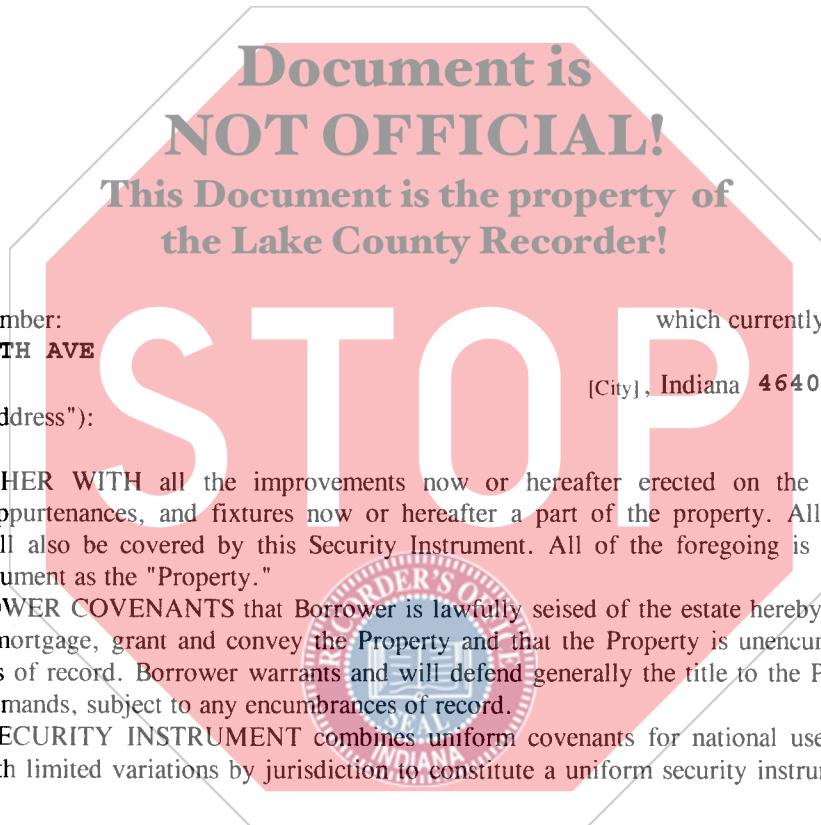 Document is
NOT OFFICIAL!
This Document is the property of
the Lake County Recorder!
STOP
mber: which currently
TH AVE
[City], Indiana 4640
ddress"):
HER WITH all the improvements now or hereafter erected on the
ppurtenances, and fixtures now or hereafter a part of the property. All
ll also be covered by this Security Instrument. All of the foregoing is
ument as the "Property."
OWER COVENANTS that Borrower is lawfully seised of the estate hereby
mortgage, grant and convey the Property and that the Property is unencum
s of record. Borrower warrants and will defend generally the title to the P
mands, subject to any encumbrances of record.
ECURITY INSTRUMENT combines uniform covenants for national use
th limited variations by jurisdiction to constitute a uniform security instru
RECORDER'S OFFICE
SEAL
INDIANA